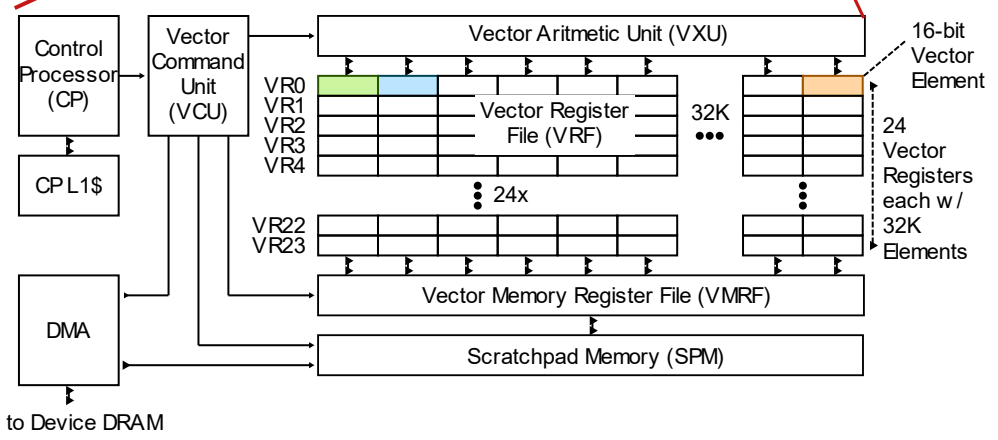 Control
Processor
(CP)
Vector
Command
Unit
(VCU)
Vector Aritmetic Unit (VXU)
16-bit
Vector
Element
VR0
VR1
VR2
VR3
VR4
Vector Register
File (VRF)
32K
•••
24
Vector
Registers
each w/
32K
Elements
CP L1$
24x
VR22
VR23
DMA
Vector Memory Register File (VMRF)
Scratchpad Memory (SPM)
to Device DRAM